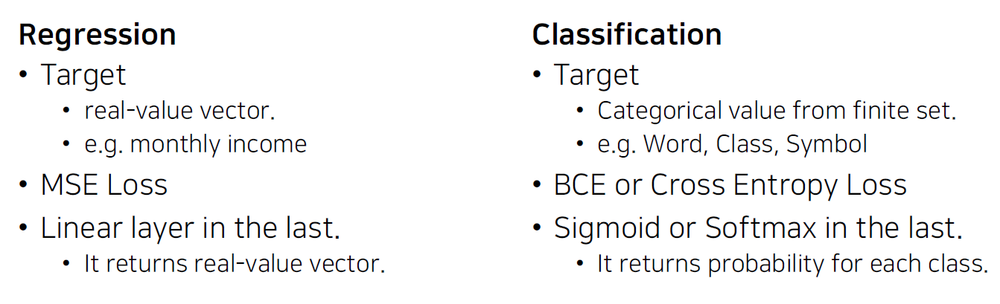 Regression
• Target
• real-value vector.
• e.g. monthly income
• MSE Loss
• Linear layer in the last.
• It returns real-value vector.
Classification
• Target
• Categorical value from finite set.
• e.g. Word, Class, Symbol
• BCE or Cross Entropy Loss
• Sigmoid or Softmax in the last.
• It returns probability for each class.